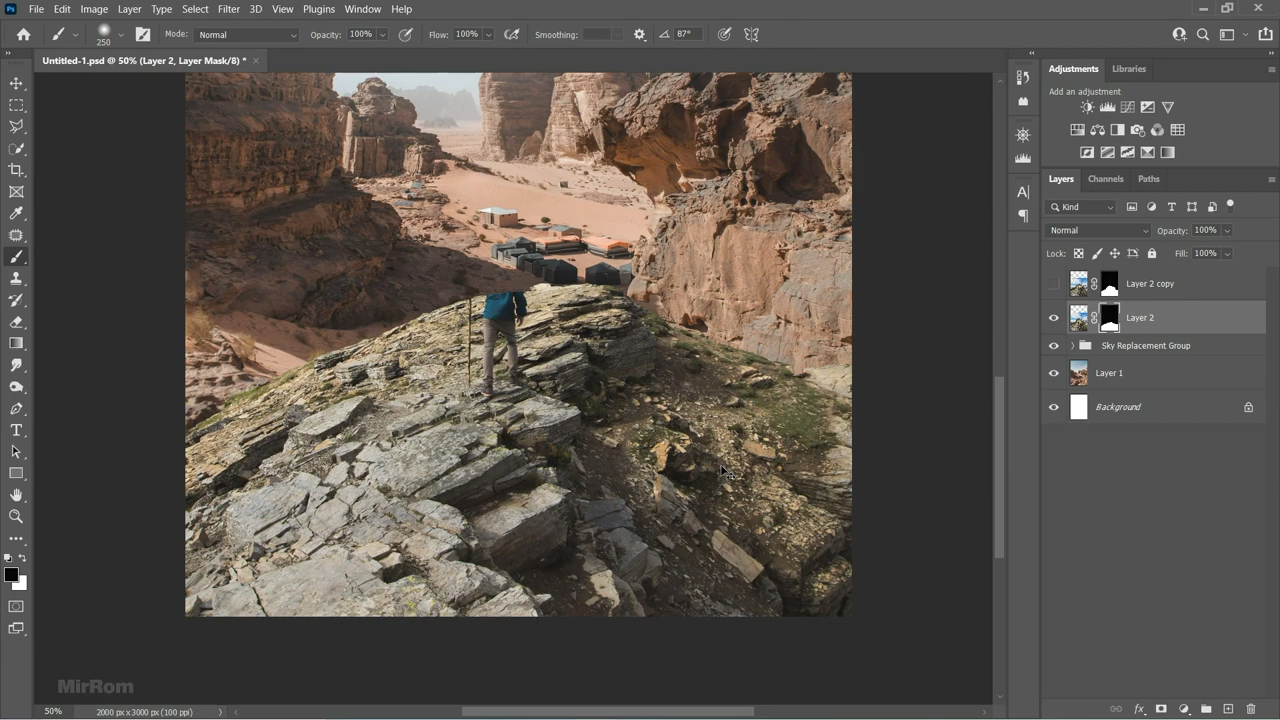 Ps File Edit Image Layer Type Select Filter 3D View Plugins Window Help
250 Mode: Normal Opacity: 100% Flow: 100% Smoothing: 87°
Untitled-1.psd @ 50% (Layer 2, Layer Mask/8) *
Adjustments Libraries
Add an adjustment
Layers Channels Paths
Kind
Normal Opacity: 100%
Lock: Fill: 100%
Layer 2 copy
Layer 2
Sky Replacement Group
Layer 1
Background
MirRom
50% 2000 px x 3000 px (100 ppi)